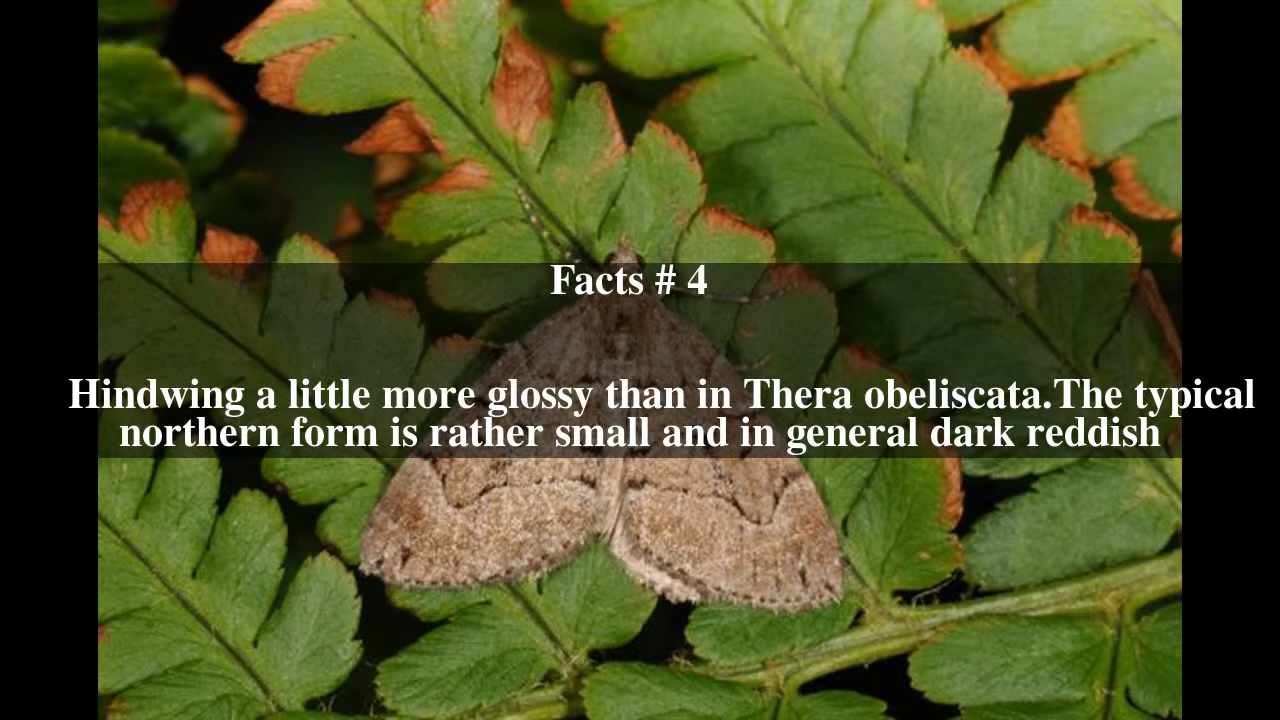 Facts # 4
Hindwing a little more glossy than in Thera obeliscata.The typical
northern form is rather small and in general dark reddish